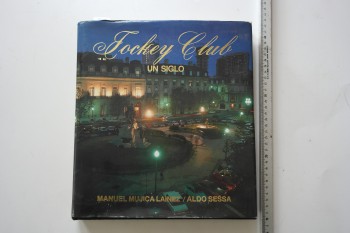 Jockey Club
UN SIGLO
MANUEL MUJICA LAINEZ / ALDO SESSA